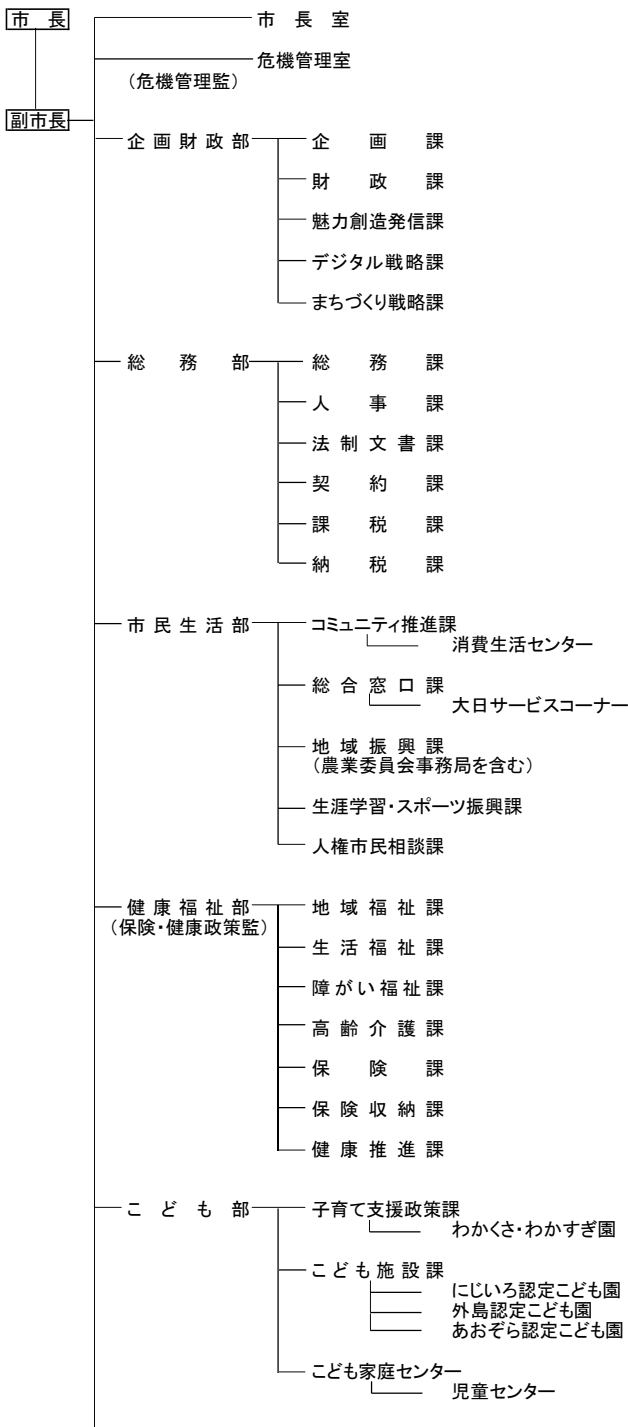 市長
市長室
危機管理室
（危機管理監）
副市長
企画財政部
企画課
財政課
魅力創造発信課
デジタル戦略課
まちづくり戦略課
総務部
総務課
人事課
法制文書課
契約課
課税課
納税課
市民生活部
コミュニティ推進課
消費生活センター
総合窓口課
大日サービスコーナー
地域振興課
（農業委員会事務局を含む）
生涯学習・スポーツ振興課
人権市民相談課
健康福祉部
（保険・健康政策監）
地域福祉課
生活福祉課
障がい福祉課
高齢介護課
保険課
保険収納課
健康推進課
こども部
子育て支援政策課
わかくさ・わかすぎ園
こども施設課
にじいろ認定こども園
外島認定こども園
あおぞら認定こども園
こども家庭センター
児童センター